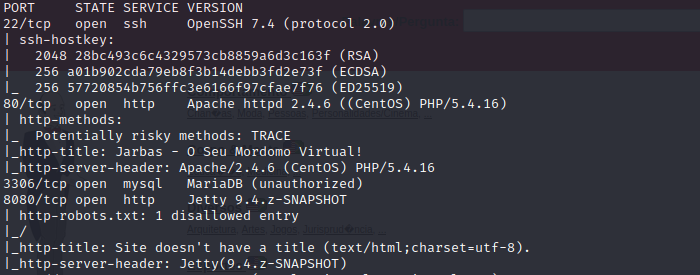 PORT     STATE SERVICE VERSION
22/tcp   open  ssh     OpenSSH 7.4 (protocol 2.0)
| ssh-hostkey:
|   2048 28bc493c6c4329573cb8859a6d3c163f (RSA)
|   256 a01b902cda79eb8f3b14debb3fd2e73f (ECDSA)
|_  256 57720854b756ffc3e6166f97cfae7f76 (ED25519)
80/tcp   open  http    Apache httpd 2.4.6 ((CentOS) PHP/5.4.16)
| http-methods:
|_  Potentially risky methods: TRACE
|_http-title: Jarbas - O Seu Mordomo Virtual!
|_http-server-header: Apache/2.4.6 (CentOS) PHP/5.4.16
3306/tcp open  mysql   MariaDB (unauthorized)
8080/tcp open  http    Jetty 9.4.z-SNAPSHOT
| http-robots.txt: 1 disallowed entry
|_/
|_http-title: Site doesn't have a title (text/html;charset=utf-8).
|_http-server-header: Jetty(9.4.z-SNAPSHOT)